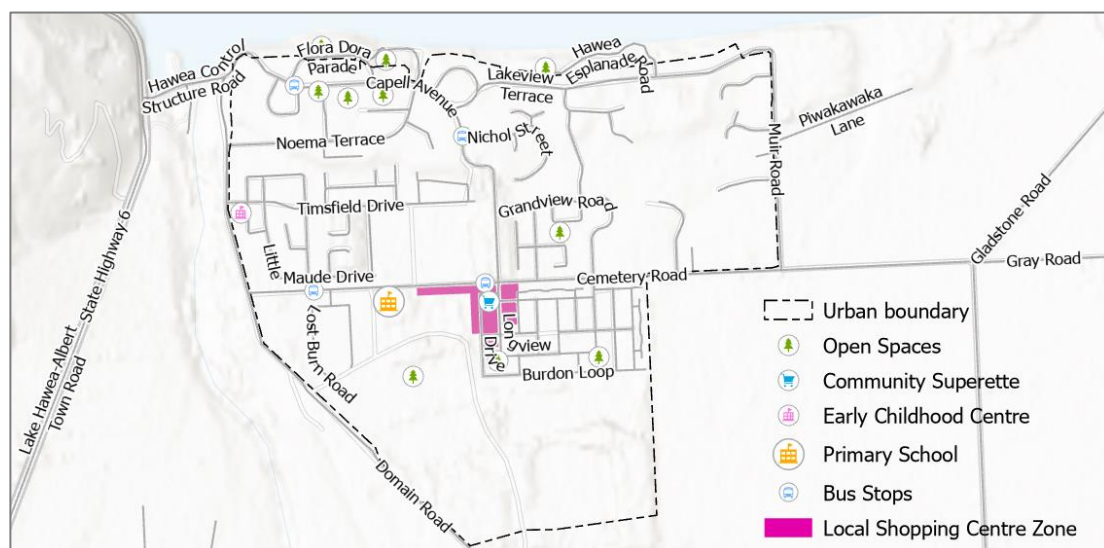 Flora Dora
Parade
Hawea Control
Structure Road
Capell Avenue
Lakeview
Terrace
Hawea
Esplanade Road
Noema Terrace
Nichol Street
Piwakawaka
Lane
Muir Road
Timsfield Drive
Grandview Road
Little
Maude Drive
Cemetery Road
Gladstone Road
Gray Road
Lake Hawea-Albert
Town Road
State Highway 6
Lost Burn Road
Longview
Drive
Burdon Loop
Domain Road
Urban boundary
Open Spaces
Community Superette
Early Childhood Centre
Primary School
Bus Stops
Local Shopping Centre Zone